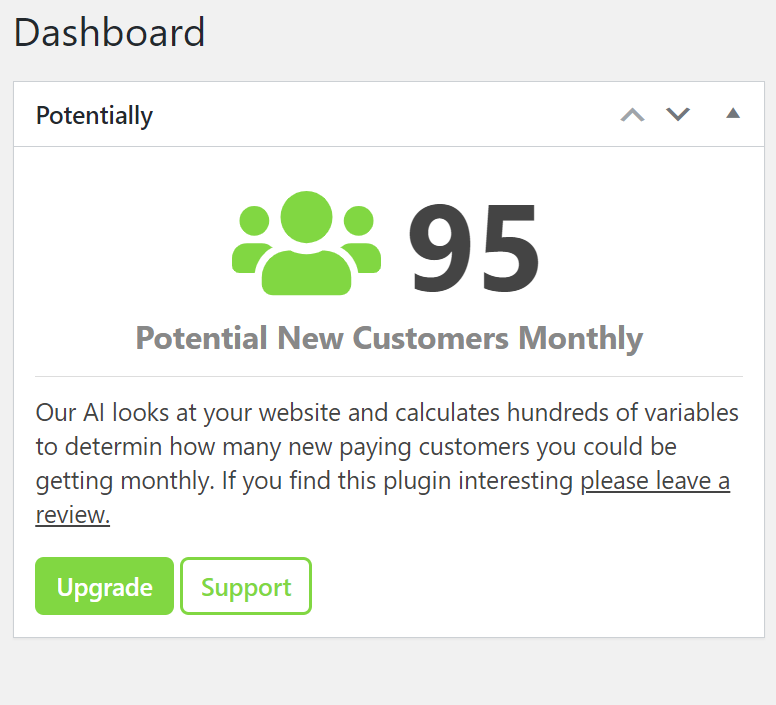 Dashboard
Potentially
95
Potential New Customers Monthly
Our AI looks at your website and calculates hundreds of variables
to determin how many new paying customers you could be
getting monthly. If you find this plugin interesting please leave a
review.
Upgrade
Support